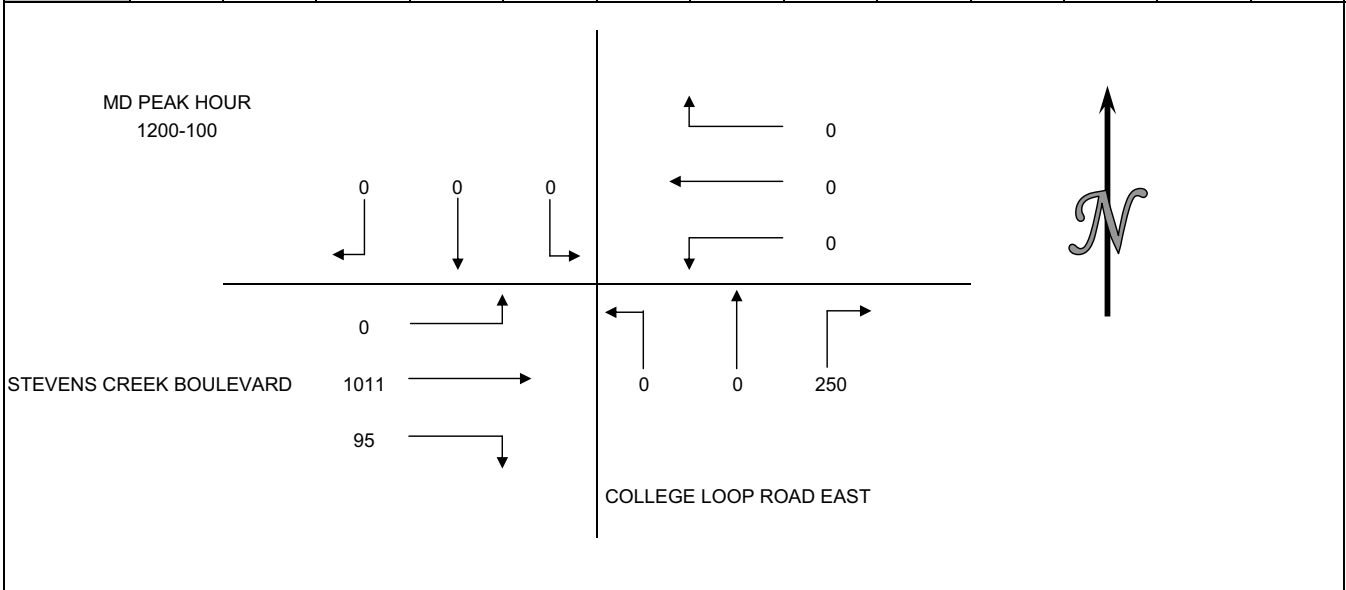 MD PEAK HOUR
1200-100
0
0
0
0 0 0
0
STEVENS CREEK BOULEVARD 1011
95
0 0 250
COLLEGE LOOP ROAD EAST
N